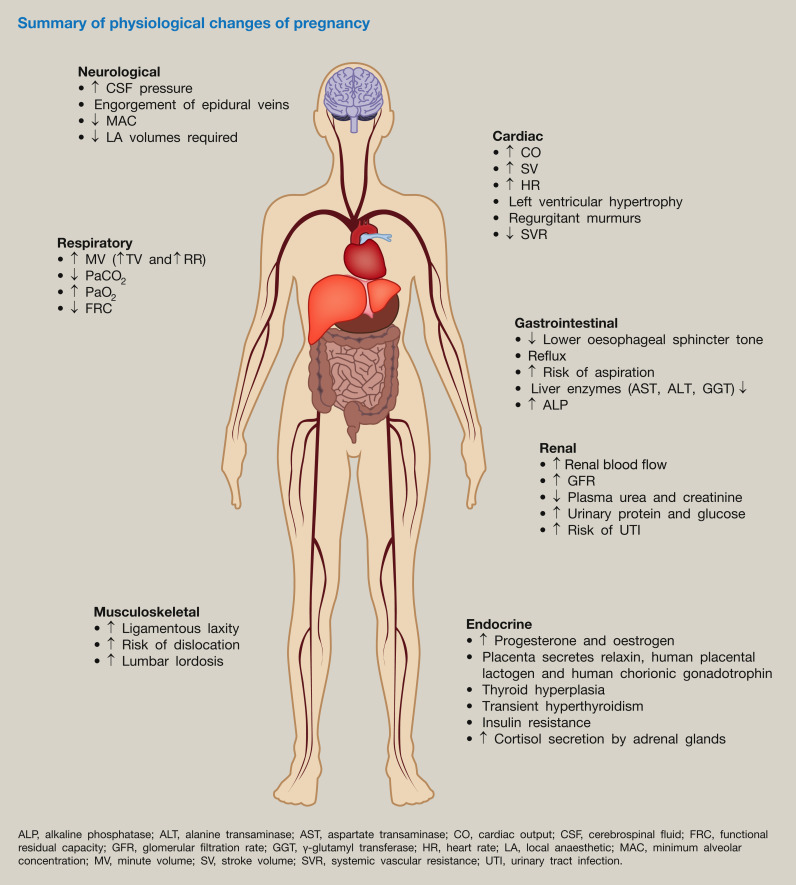 Summary of physiological changes of pregnancy
Neurological
• ↑ CSF pressure
• Engorgement of epidural veins
• ↓ MAC
• ↓ LA volumes required
Cardiac
• ↑ CO
• ↑ SV
• ↑ HR
• Left ventricular hypertrophy
• Regurgitant murmurs
• ↓ SVR
Respiratory
• ↑ MV (↑TV and↑RR)
• ↓ PaCO2
• ↑ PaO2
• ↓ FRC
Gastrointestinal
• ↓ Lower oesophageal sphincter tone
• Reflux
• ↑ Risk of aspiration
• Liver enzymes (AST, ALT, GGT)↓
• ↑ ALP
Renal
• ↑Renal blood flow
• ↑ GFR
• ↓ Plasma urea and creatinine
• ↑ Urinary protein and glucose
• ↑ Risk of UTI
Musculoskeletal
• ↑ Ligamentous laxity
• ↑ Risk of dislocation
• ↑ Lumbar lordosis
Endocrine
• ↑ Progesterone and oestrogen
• Placenta secretes relaxin, human placental
lactogen and human chorionic gonadotrophin
• Thyroid hyperplasia
• Transient hyperthyroidism
• Insulin resistance
• ↑ Cortisol secretion by adrenal glands
ALP, alkaline phosphatase; ALT, alanine transaminase; AST, aspartate transaminase; CO, cardiac output; CSF, cerebrospinal fluid; FRC, functional
residual capacity; GFR, glomerular filtration rate; GGT, γ-glutamyl transferase; HR, heart rate; LA, local anaesthetic; MAC, minimum alveolar
concentration; MV, minute volume; SV, stroke volume; SVR, systemic vascular resistance; UTI, urinary tract infection.